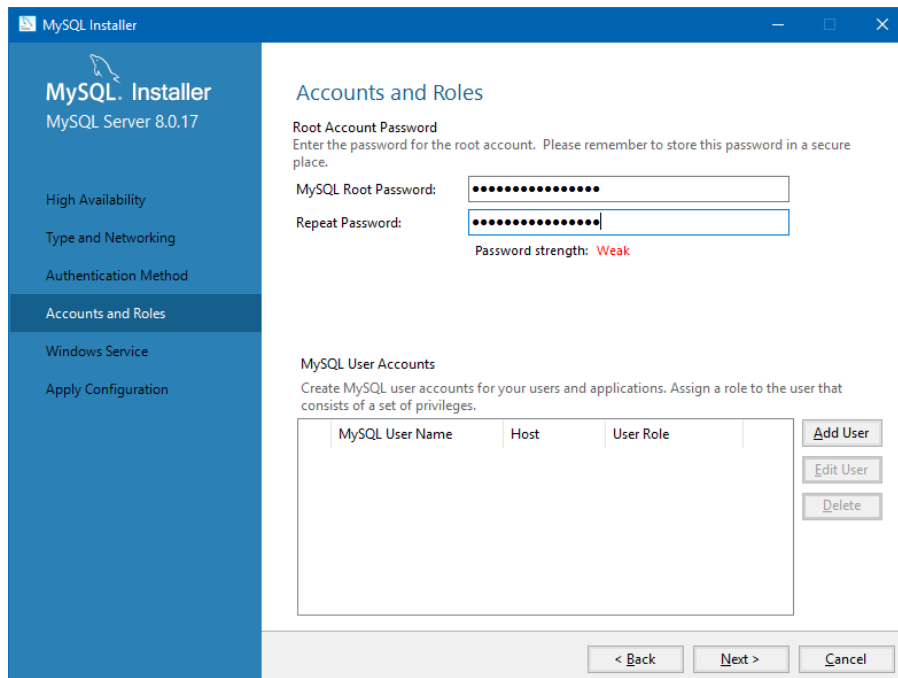 MySQL Installer
MySQL. Installer
MySQL Server 8.0.17
High Availability
Type and Networking
Authentication Method
Accounts and Roles
Windows Service
Apply Configuration
Accounts and Roles
Root Account Password
Enter the password for the root account. Please remember to store this password in a secure
place.
MySQL Root Password: ●●●●●●●●●●●●●●●●
Repeat Password: ●●●●●●●●●●●●●●●●
Password strength: Weak
MySQL User Accounts
Create MySQL user accounts for your users and applications. Assign a role to the user that
consists of a set of privileges.
MySQL User Name Host User Role
Add User
Edit User
Delete
< Back Next > Cancel